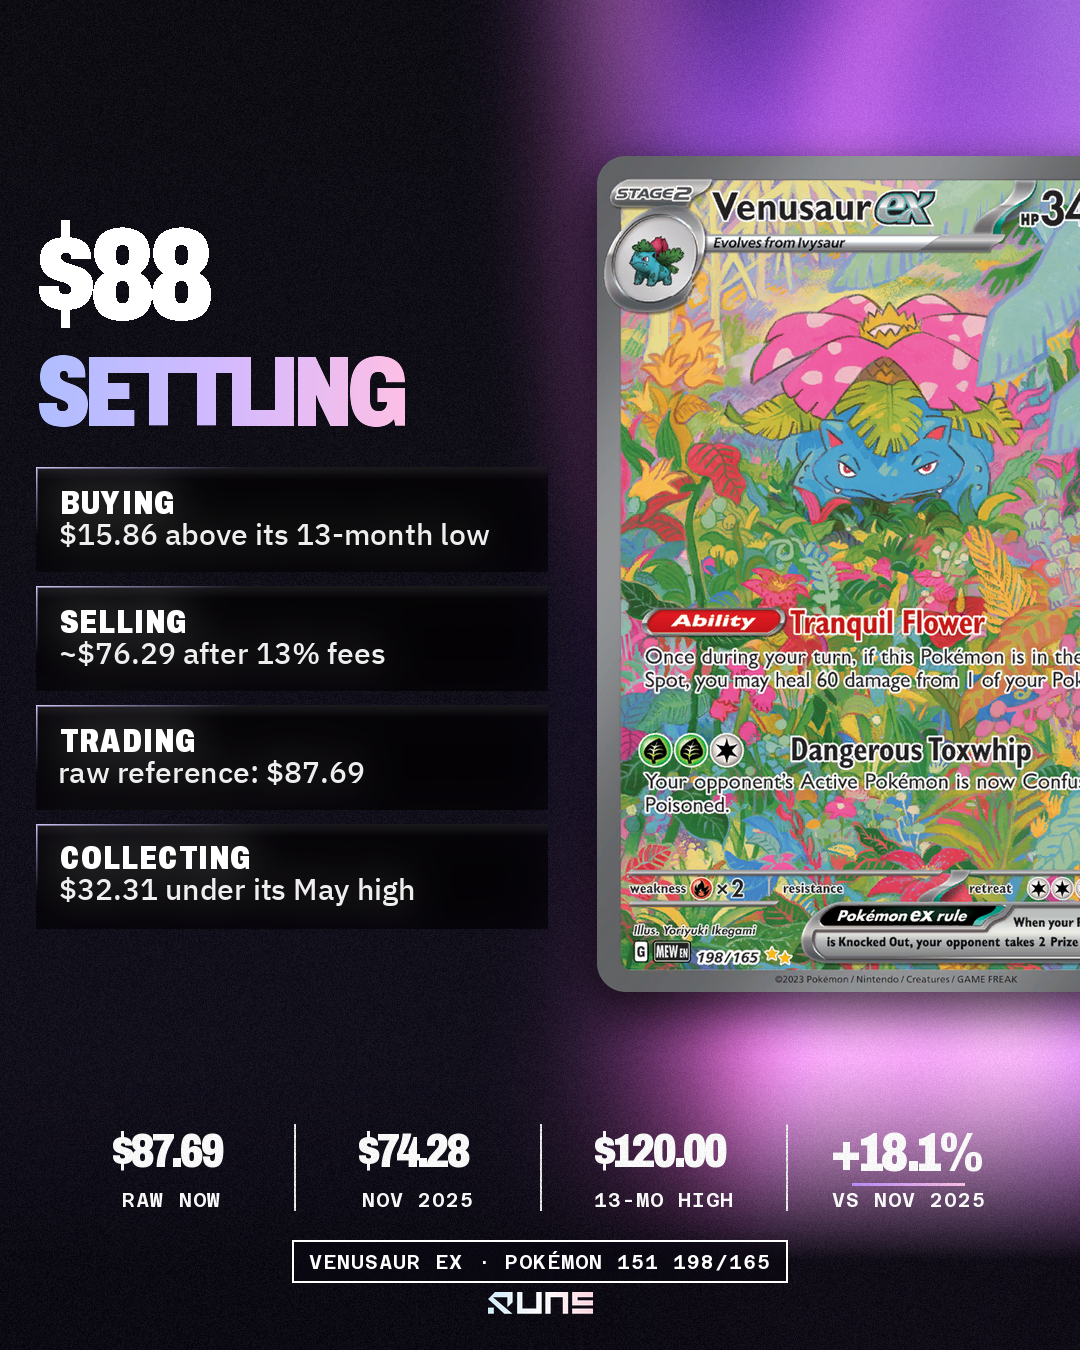 $88
SETTLING
BUYING
$15.86 above its 13-month low
SELLING
~$76.29 after 13% fees
TRADING
raw reference: $87.69
COLLECTING
$32.31 under its May high
STAGE2
Venusaur ex
HP 34
Evolves from Ivysaur
Ability Tranquil Flower
Once during your turn, if this Pokémon is in the
Spot, you may heal 60 damage from 1 of your Pok
Dangerous Toxwhip
Your opponent's Active Pokémon is now Confus
Poisoned.
weakness ×2 resistance retreat
Pokémon ex rule When your P
is Knocked Out, your opponent takes 2 Prize
Illus. Yoriyuki Ikegami
G MEW EN 198/165
©2023 Pokémon / Nintendo / Creatures / GAME FREAK
$87.69
RAW NOW
$74.28
NOV 2025
$120.00
13-MO HIGH
+18.1%
VS NOV 2025
VENUSAUR EX · POKÉMON 151 198/165
RUNE